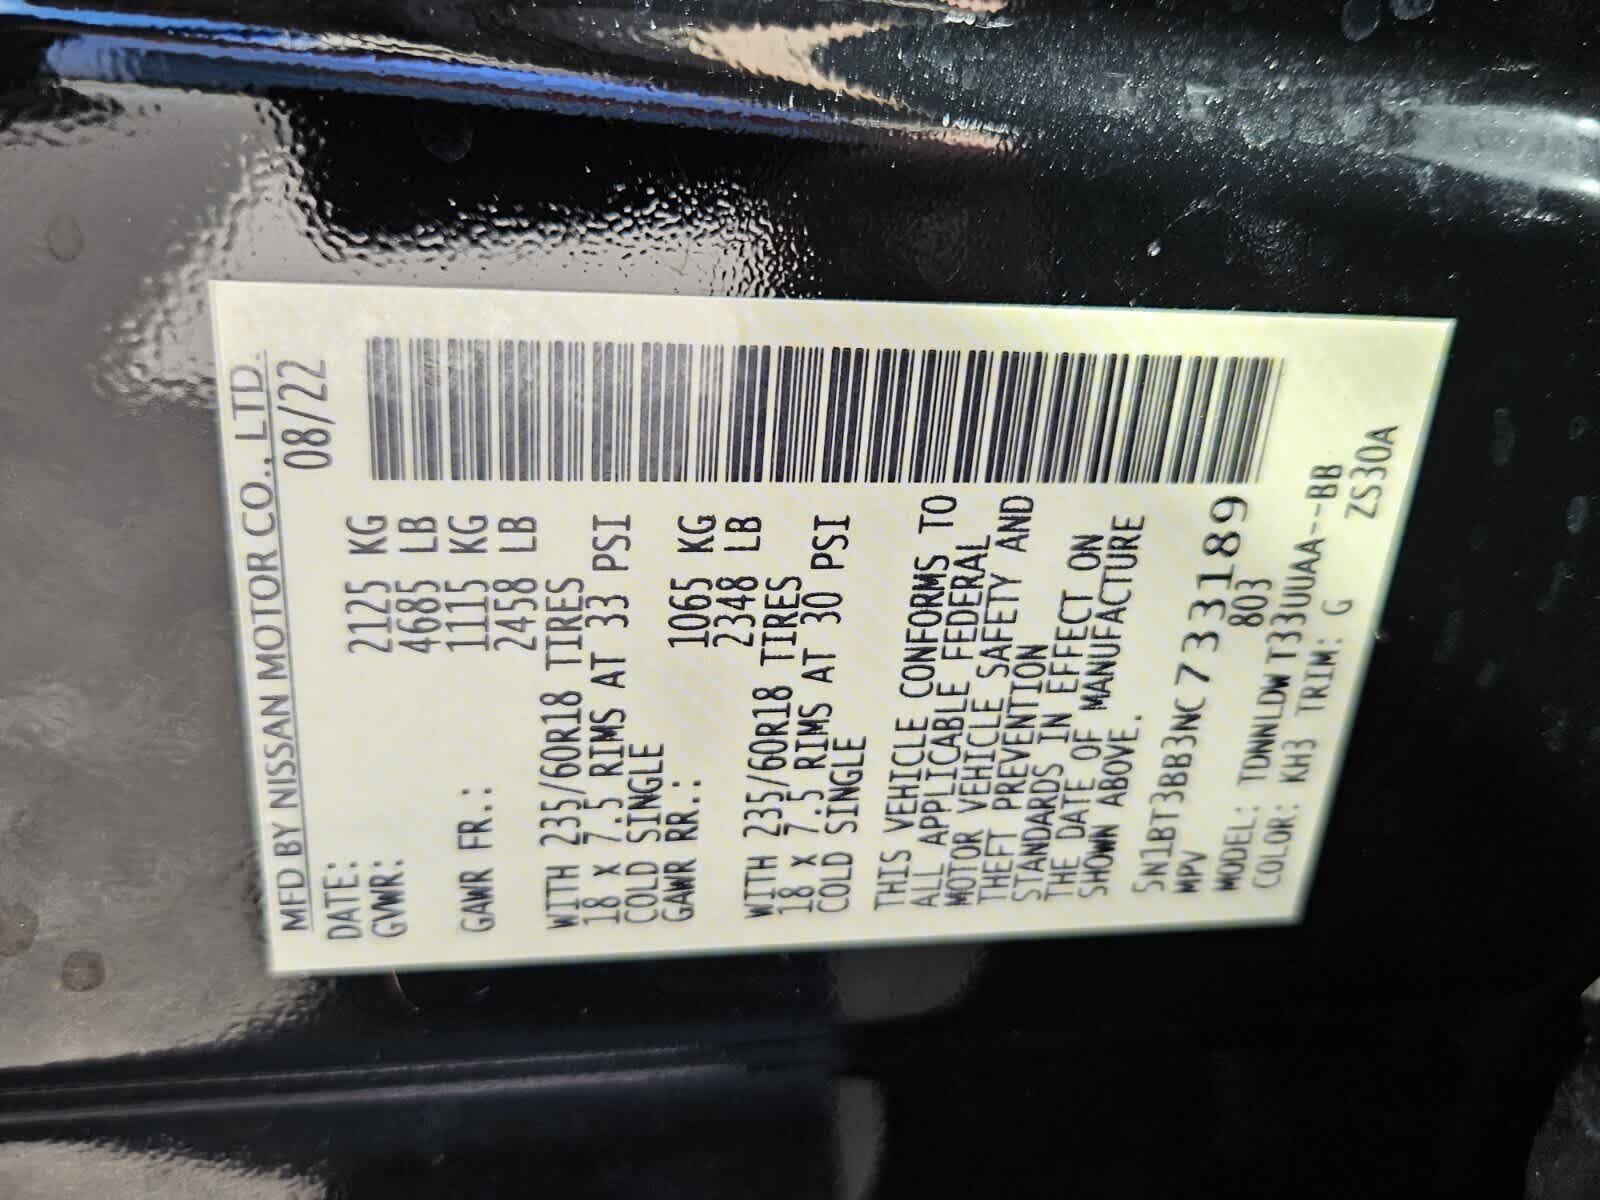 MFD BY NISSAN MOTOR CO., LTD.
DATE: 08/22
GVWR: 2125 KG
4685 LB
GAWR FR.: 1115 KG
2458 LB
WITH 235/60R18 TIRES
18 X 7.5 RIMS AT 33 PSI
COLD SINGLE
GAWR RR.: 1065 KG
2348 LB
WITH 235/60R18 TIRES
18 X 7.5 RIMS AT 30 PSI
COLD SINGLE
THIS VEHICLE CONFORMS TO
ALL APPLICABLE FEDERAL
MOTOR VEHICLE SAFETY AND
THEFT PREVENTION
STANDARDS IN EFFECT ON
THE DATE OF MANUFACTURE
SHOWN ABOVE.
5N1BT3BB3NC733189
MPV 803
MODEL: TDNNLDWT33UUAA--BB
COLOR: KH3 TRIM: G ZS30A